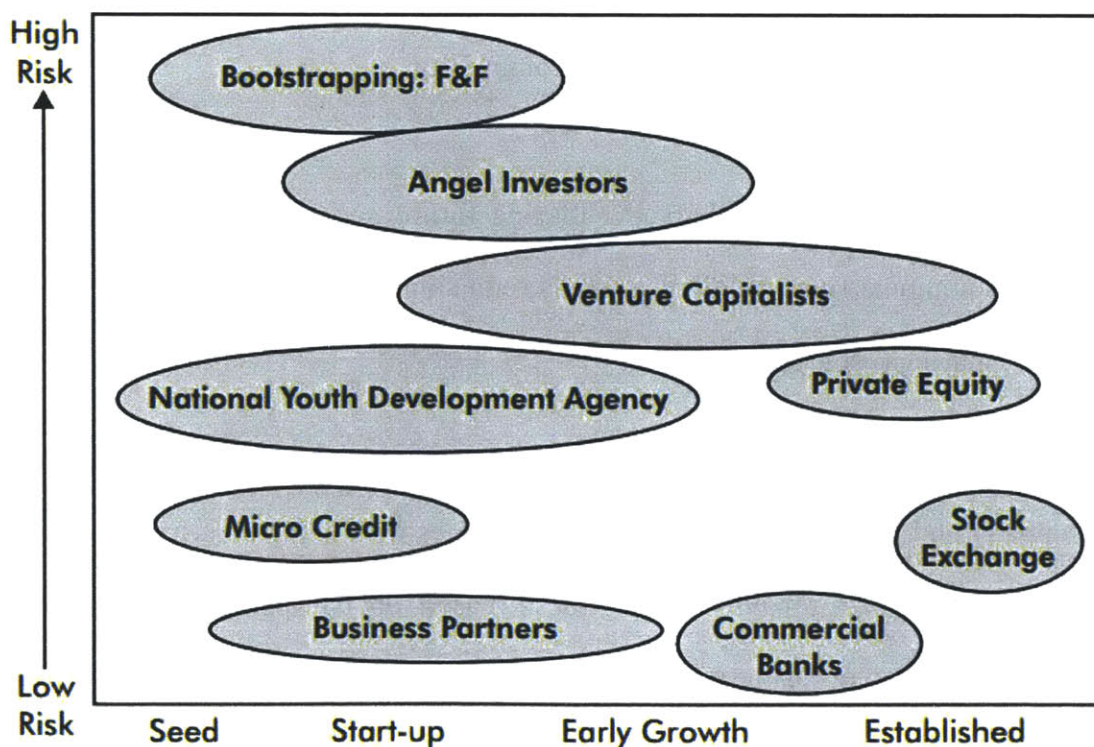 High
Risk
Bootstrapping: F&F
Angel Investors
Venture Capitalists
National Youth Development Agency
Private Equity
Micro Credit
Stock
Exchange
Business Partners
Commercial
Banks
Low
Risk
Seed
Start-up
Early Growth
Established